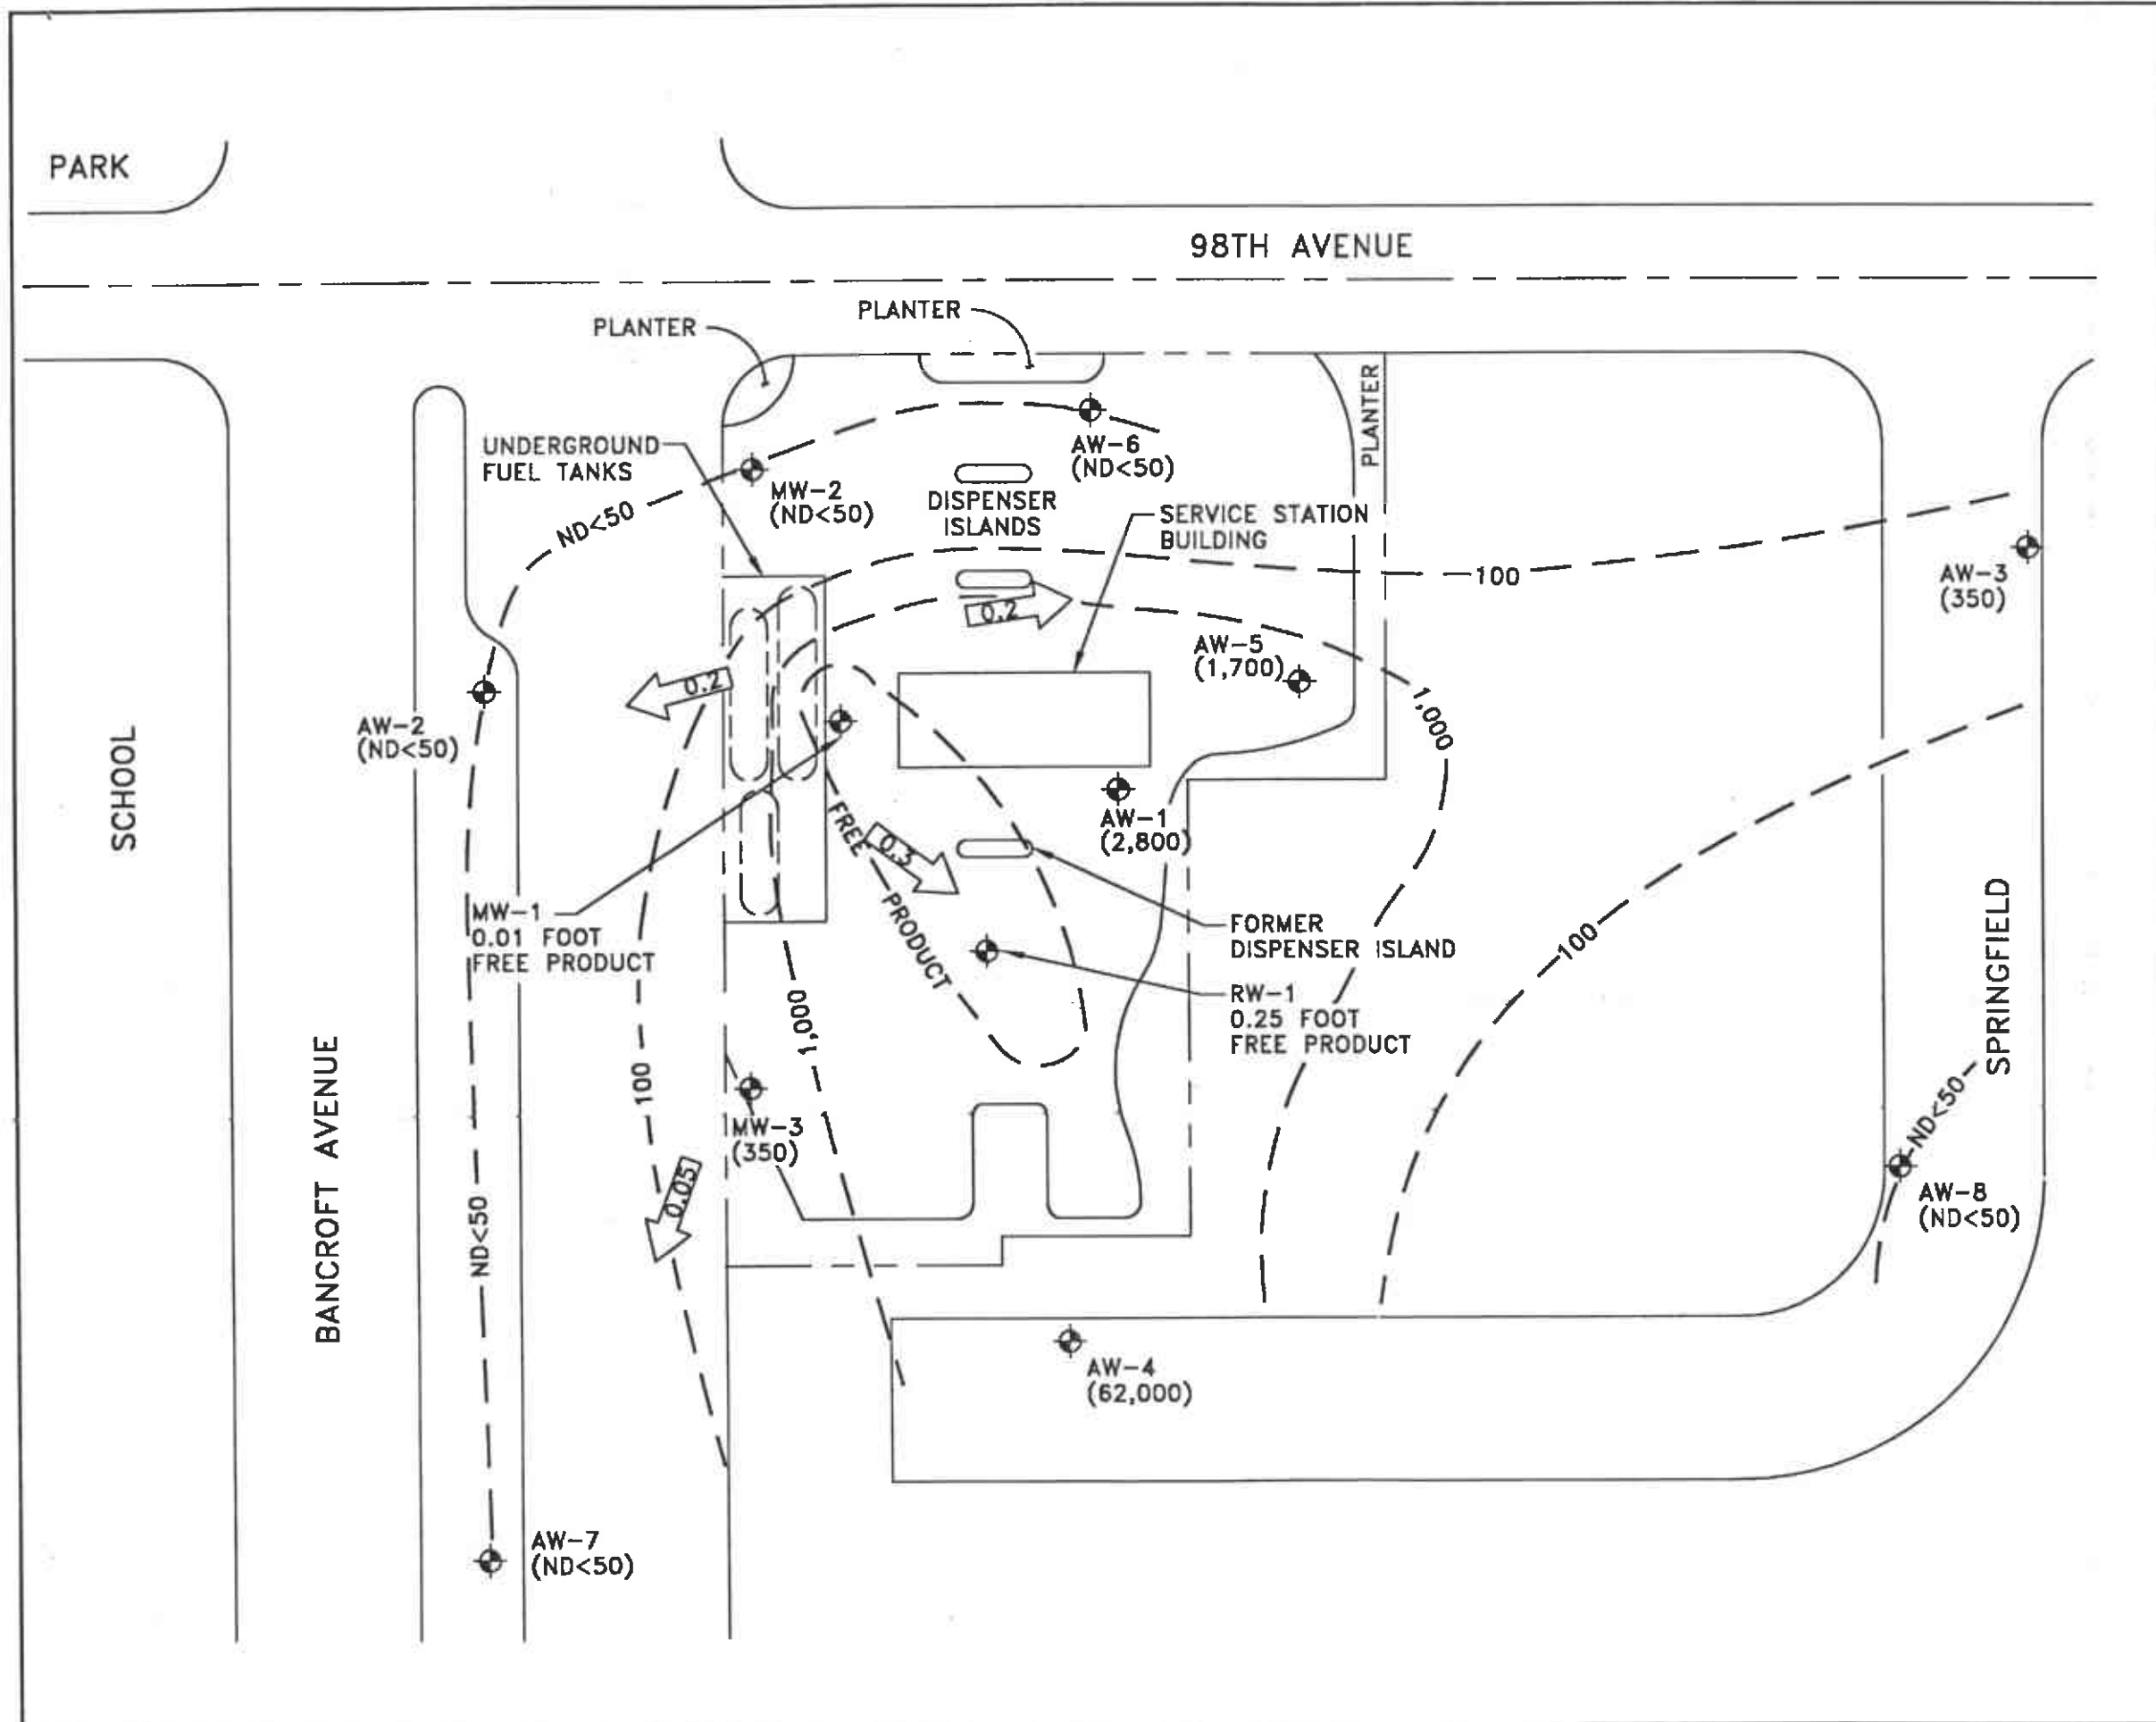 PARK
98TH AVENUE
PLANTER
PLANTER
PLANTER
UNDERGROUND
FUEL TANKS
AW-6
(ND<50)
MW-2
(ND<50)
DISPENSER
ISLANDS
SERVICE STATION
BUILDING
ND<50
100
AW-3
(350)
0.2
AW-5
(1,700)
0.2
1,000
AW-2
(ND<50)
SCHOOL
AW-1
(2,800)
FREE PRODUCT
0.3
MW-1
0.01 FOOT
FREE PRODUCT
FORMER
DISPENSER ISLAND
100
SPRINGFIELD
RW-1
0.25 FOOT
FREE PRODUCT
1,000
100
BANCROFT AVENUE
MW-3
(350)
ND<50
AW-8
(ND<50)
0.05
ND<50
AW-4
(62,000)
AW-7
(ND<50)